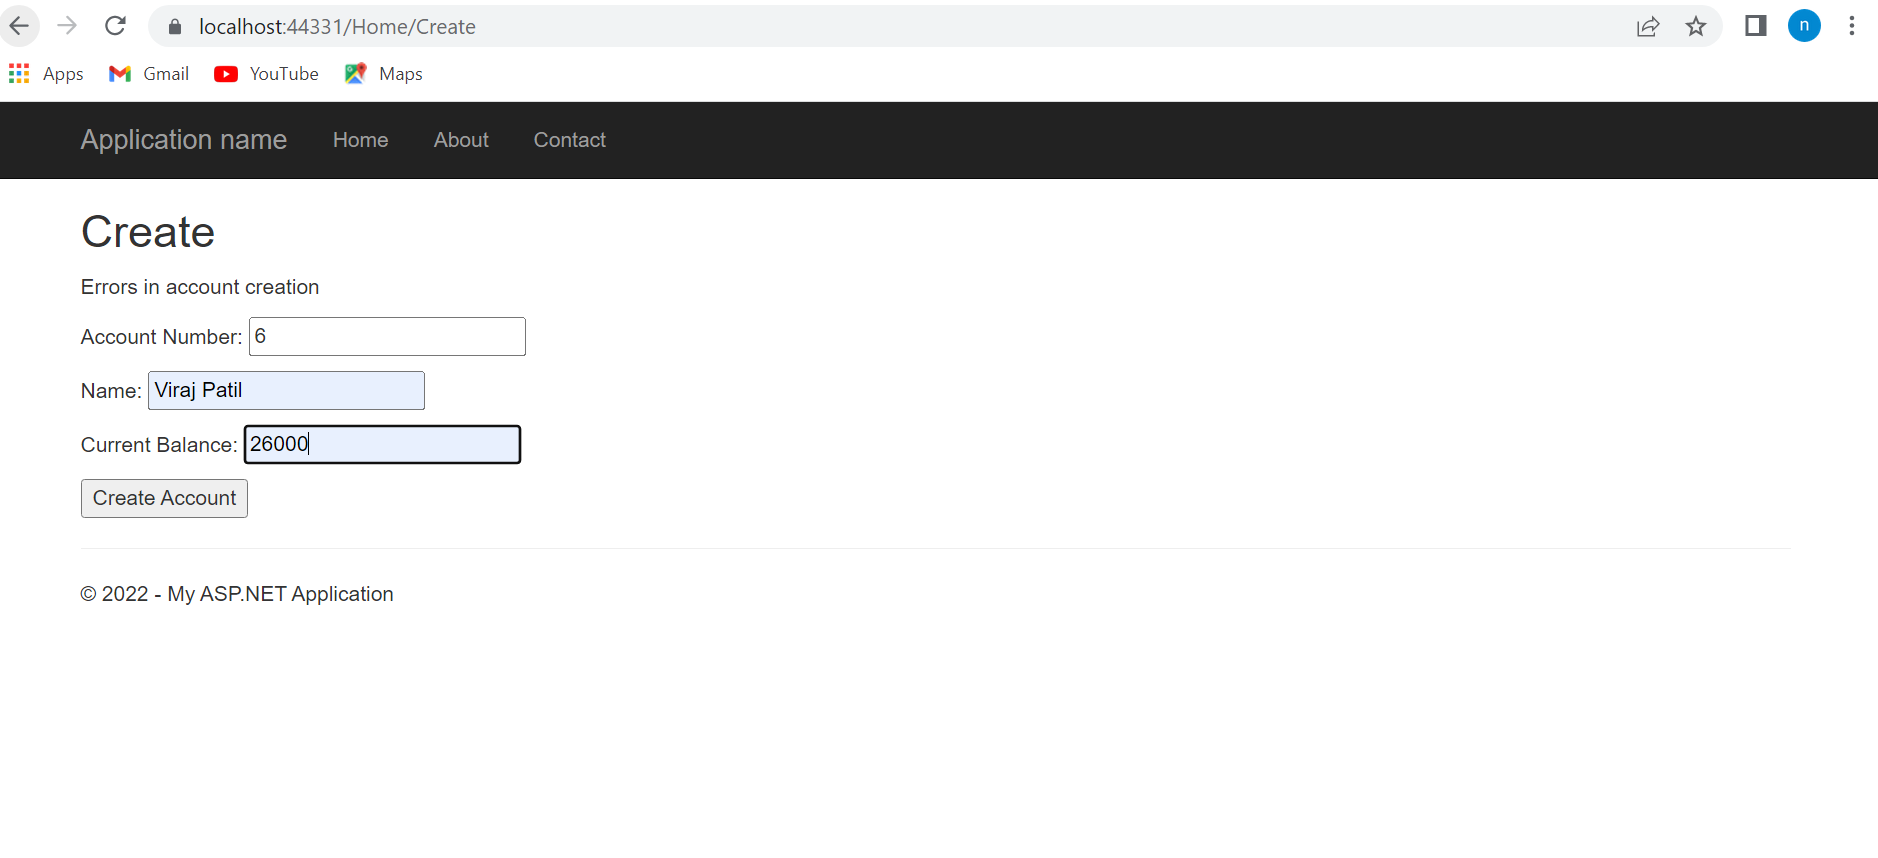 localhost:44331/Home/Create
n
Apps Gmail YouTube Maps
Application name Home About Contact
Create
Errors in account creation
Account Number: 6
Name: Viraj Patil
Current Balance: 26000
Create Account
© 2022 - My ASP.NET Application